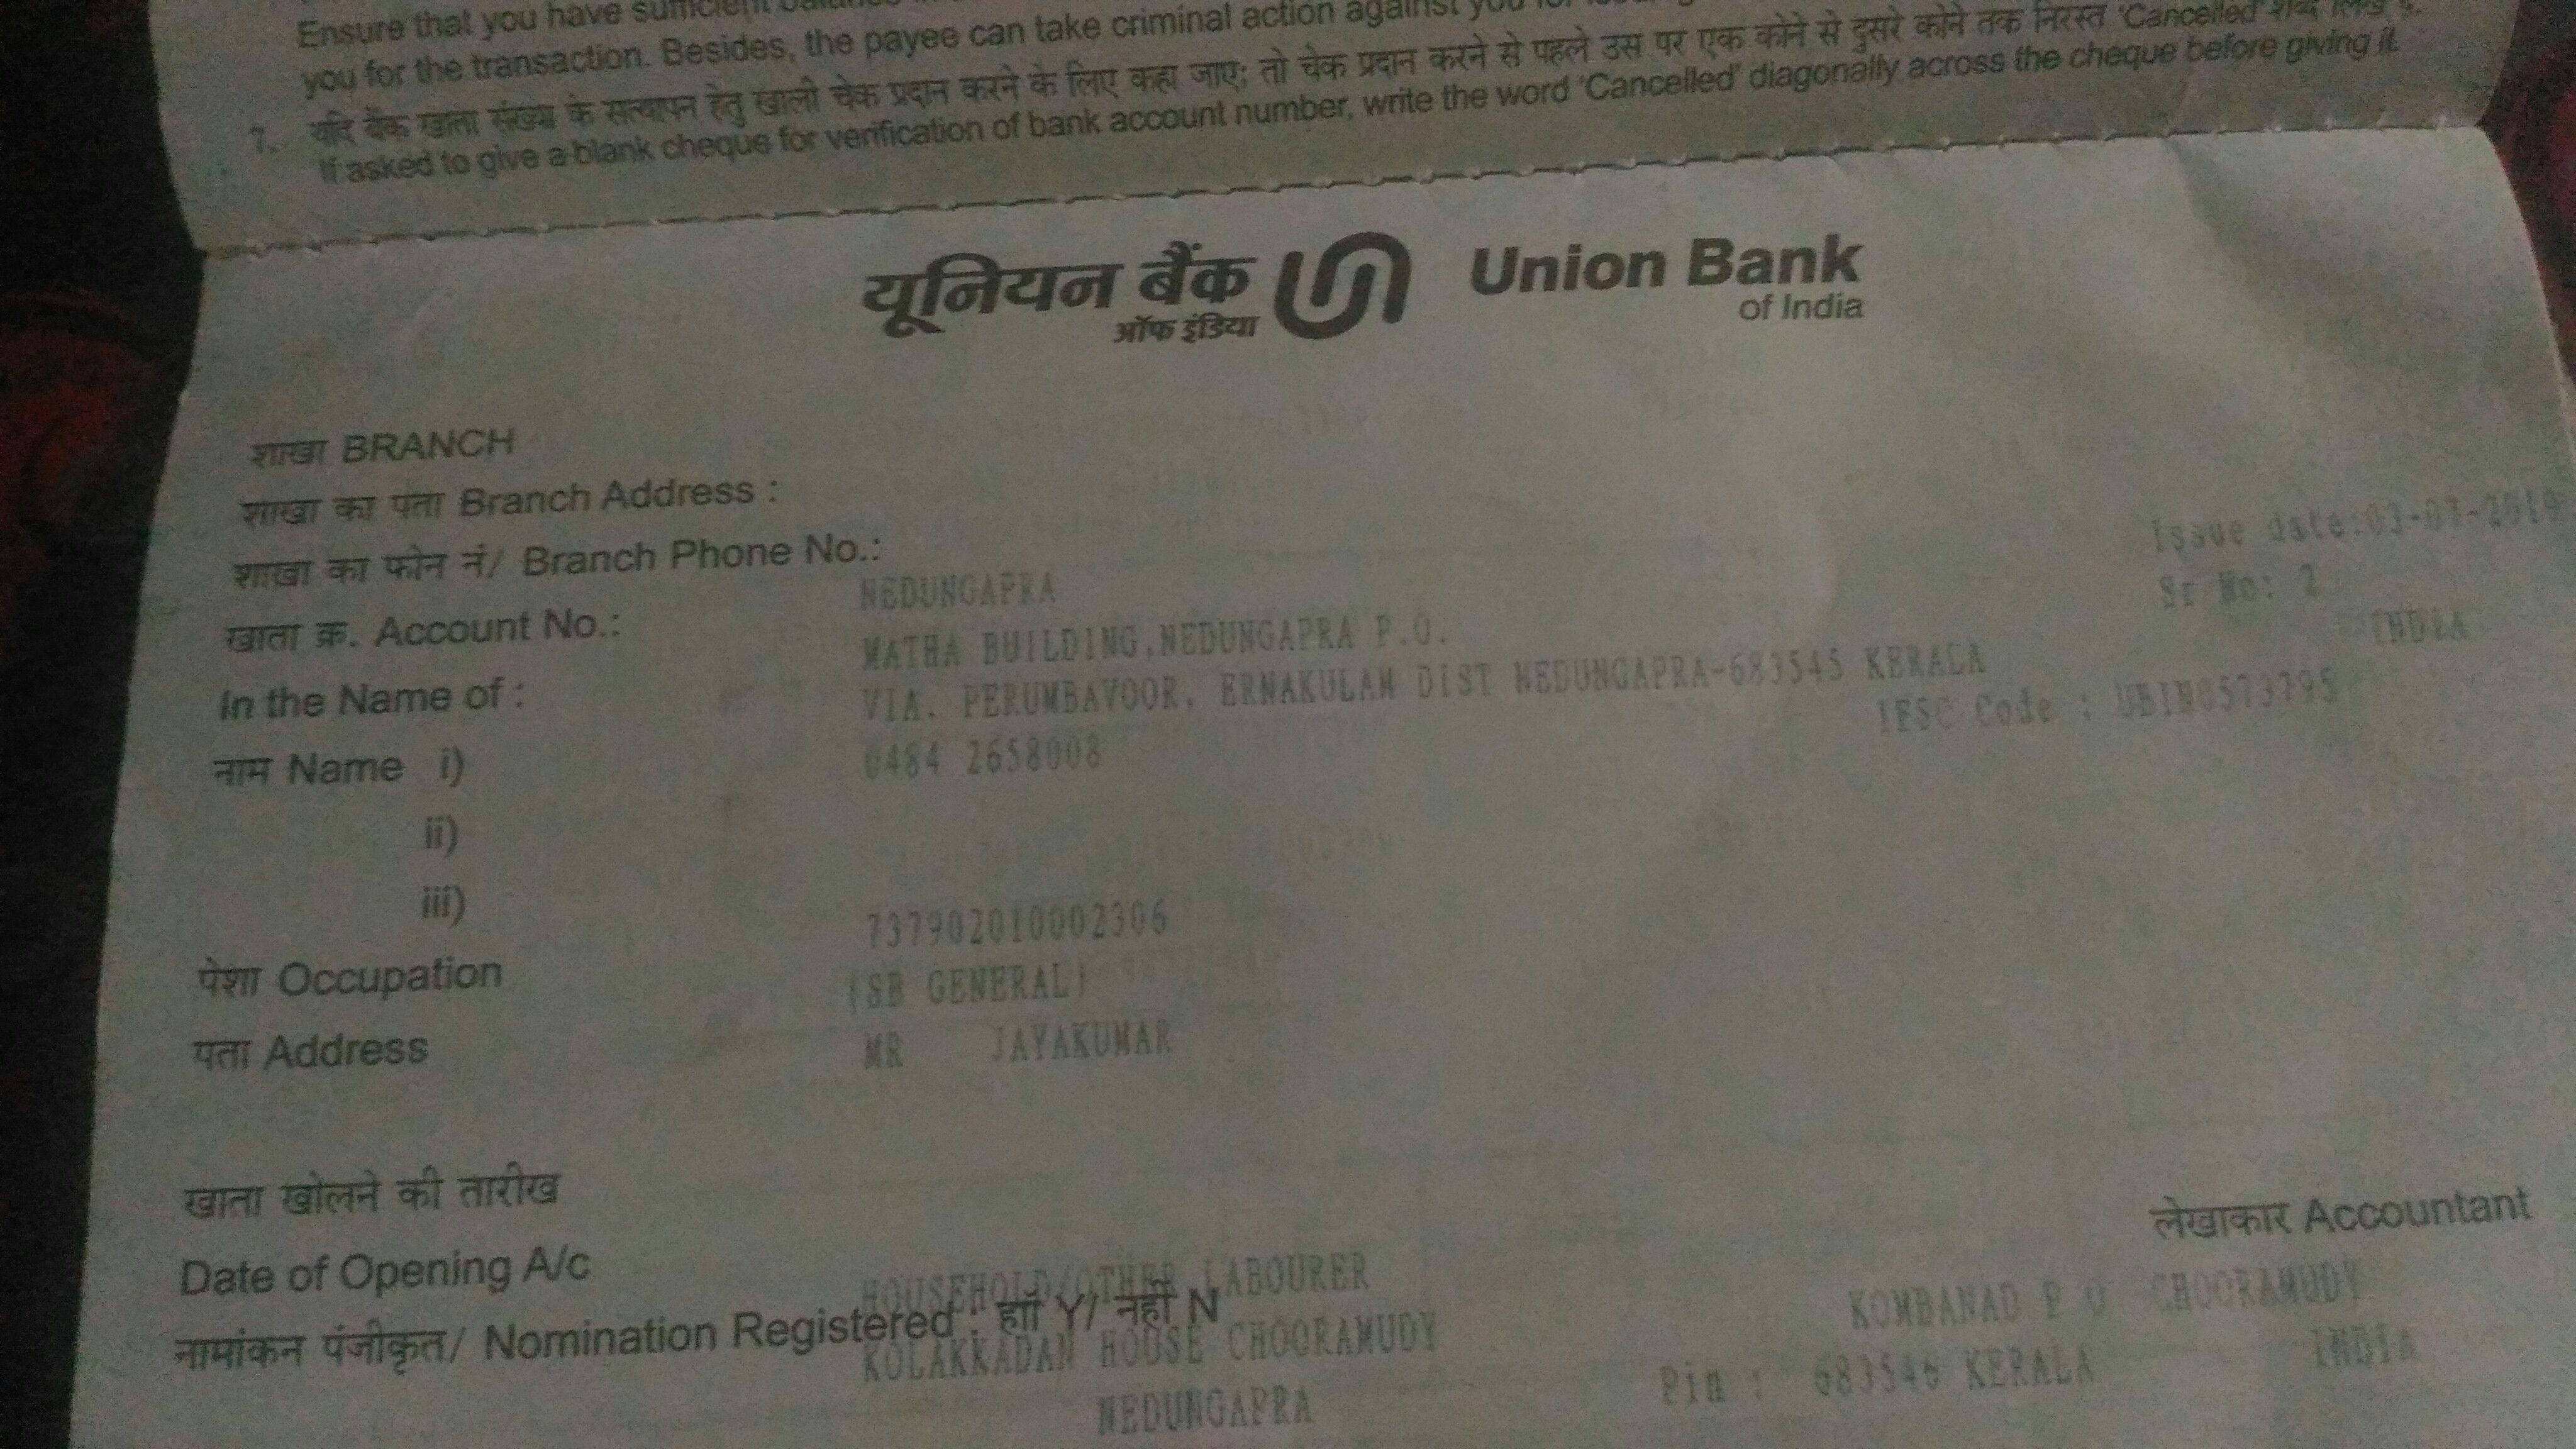 Ensure that you have sufficient
you for the transaction. Besides, the payee can take criminal action against you for
7. यदि बैंक खाता संख्या के सत्यापन हेतु खाली चेक प्रदान करने के लिए कहा जाए; तो चेक प्रदान करने से पहले उस पर एक कोने से दुसरे कोने तक निरस्त 'Cancelled' शब्द लिखें
If asked to give a blank cheque for verification of bank account number, write the word 'Cancelled' diagonally across the cheque before giving it.
यूनियन बैंक Union Bank
ऑफ इंडिया of India
शाखा BRANCH
शाखा का पता Branch Address :
शाखा का फोन नं/ Branch Phone No.:
Issue date:03-07-2019
NEDUNGAPRA
Sr No: 2
खाता क्र. Account No.:
MATHA BUILDING,NEDUNGAPRA P.O.
INDIA
In the Name of :
VIA. PERUMBAVOOR, ERNAKULAM DIST NEDUNGAPRA-683545 KERALA
IFSC Code : UBIN0573795
नाम Name i)
0484 2658008
ii)
iii)
737902010002306
पेशा Occupation
(SB GENERAL)
पता Address
MR JAYAKUMAR
खाता खोलने की तारीख
लेखाकार Accountant
Date of Opening A/c
HOUSEHOLD/OTHER LABOURER
KOMBANAD P O CHOORAMUDY
नामांकन पंजीकृत/ Nomination Registered : हाँ Y/ नहीं N
KOLAKKADAN HOUSE CHOORAMUDY
Pin : 683546 KERALA INDIA
NEDUNGAPRA